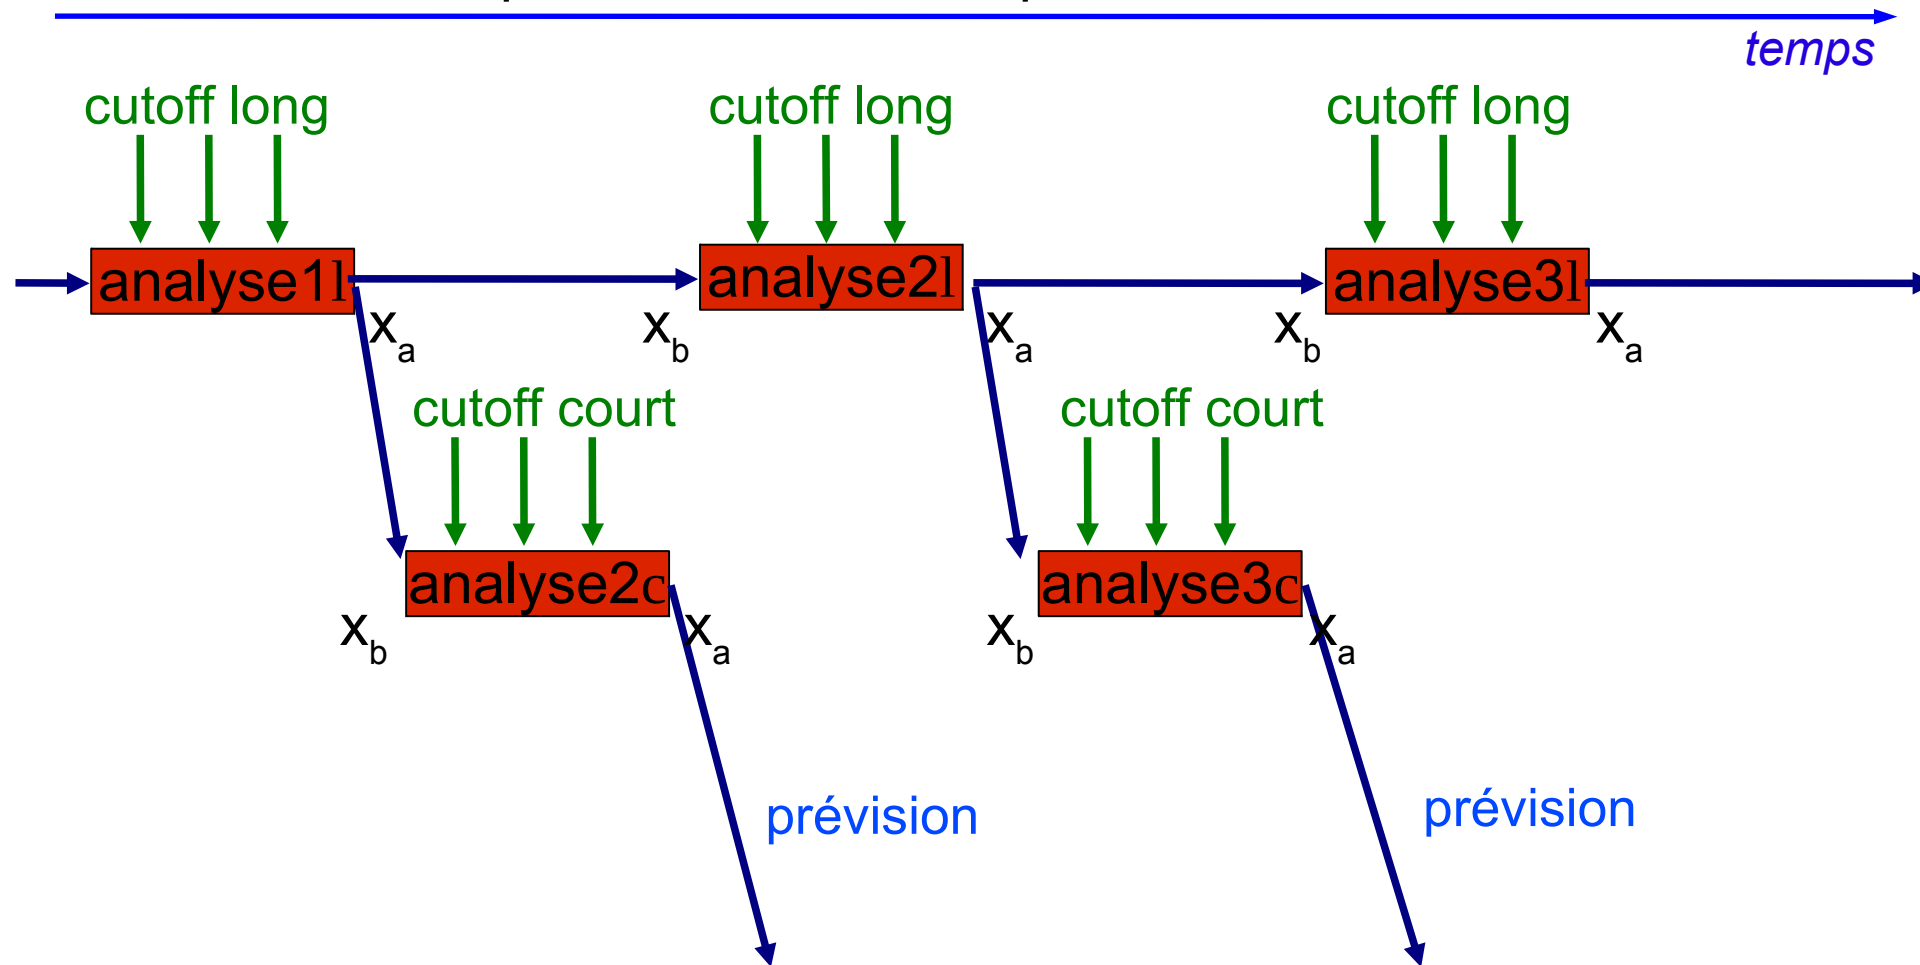 temps
cutoff long cutoff long cutoff long
analyse1l analyse2l analyse3l
xa xb xa xb xa
cutoff court cutoff court
analyse2c analyse3c
xb xa xb xa
prévision prévision